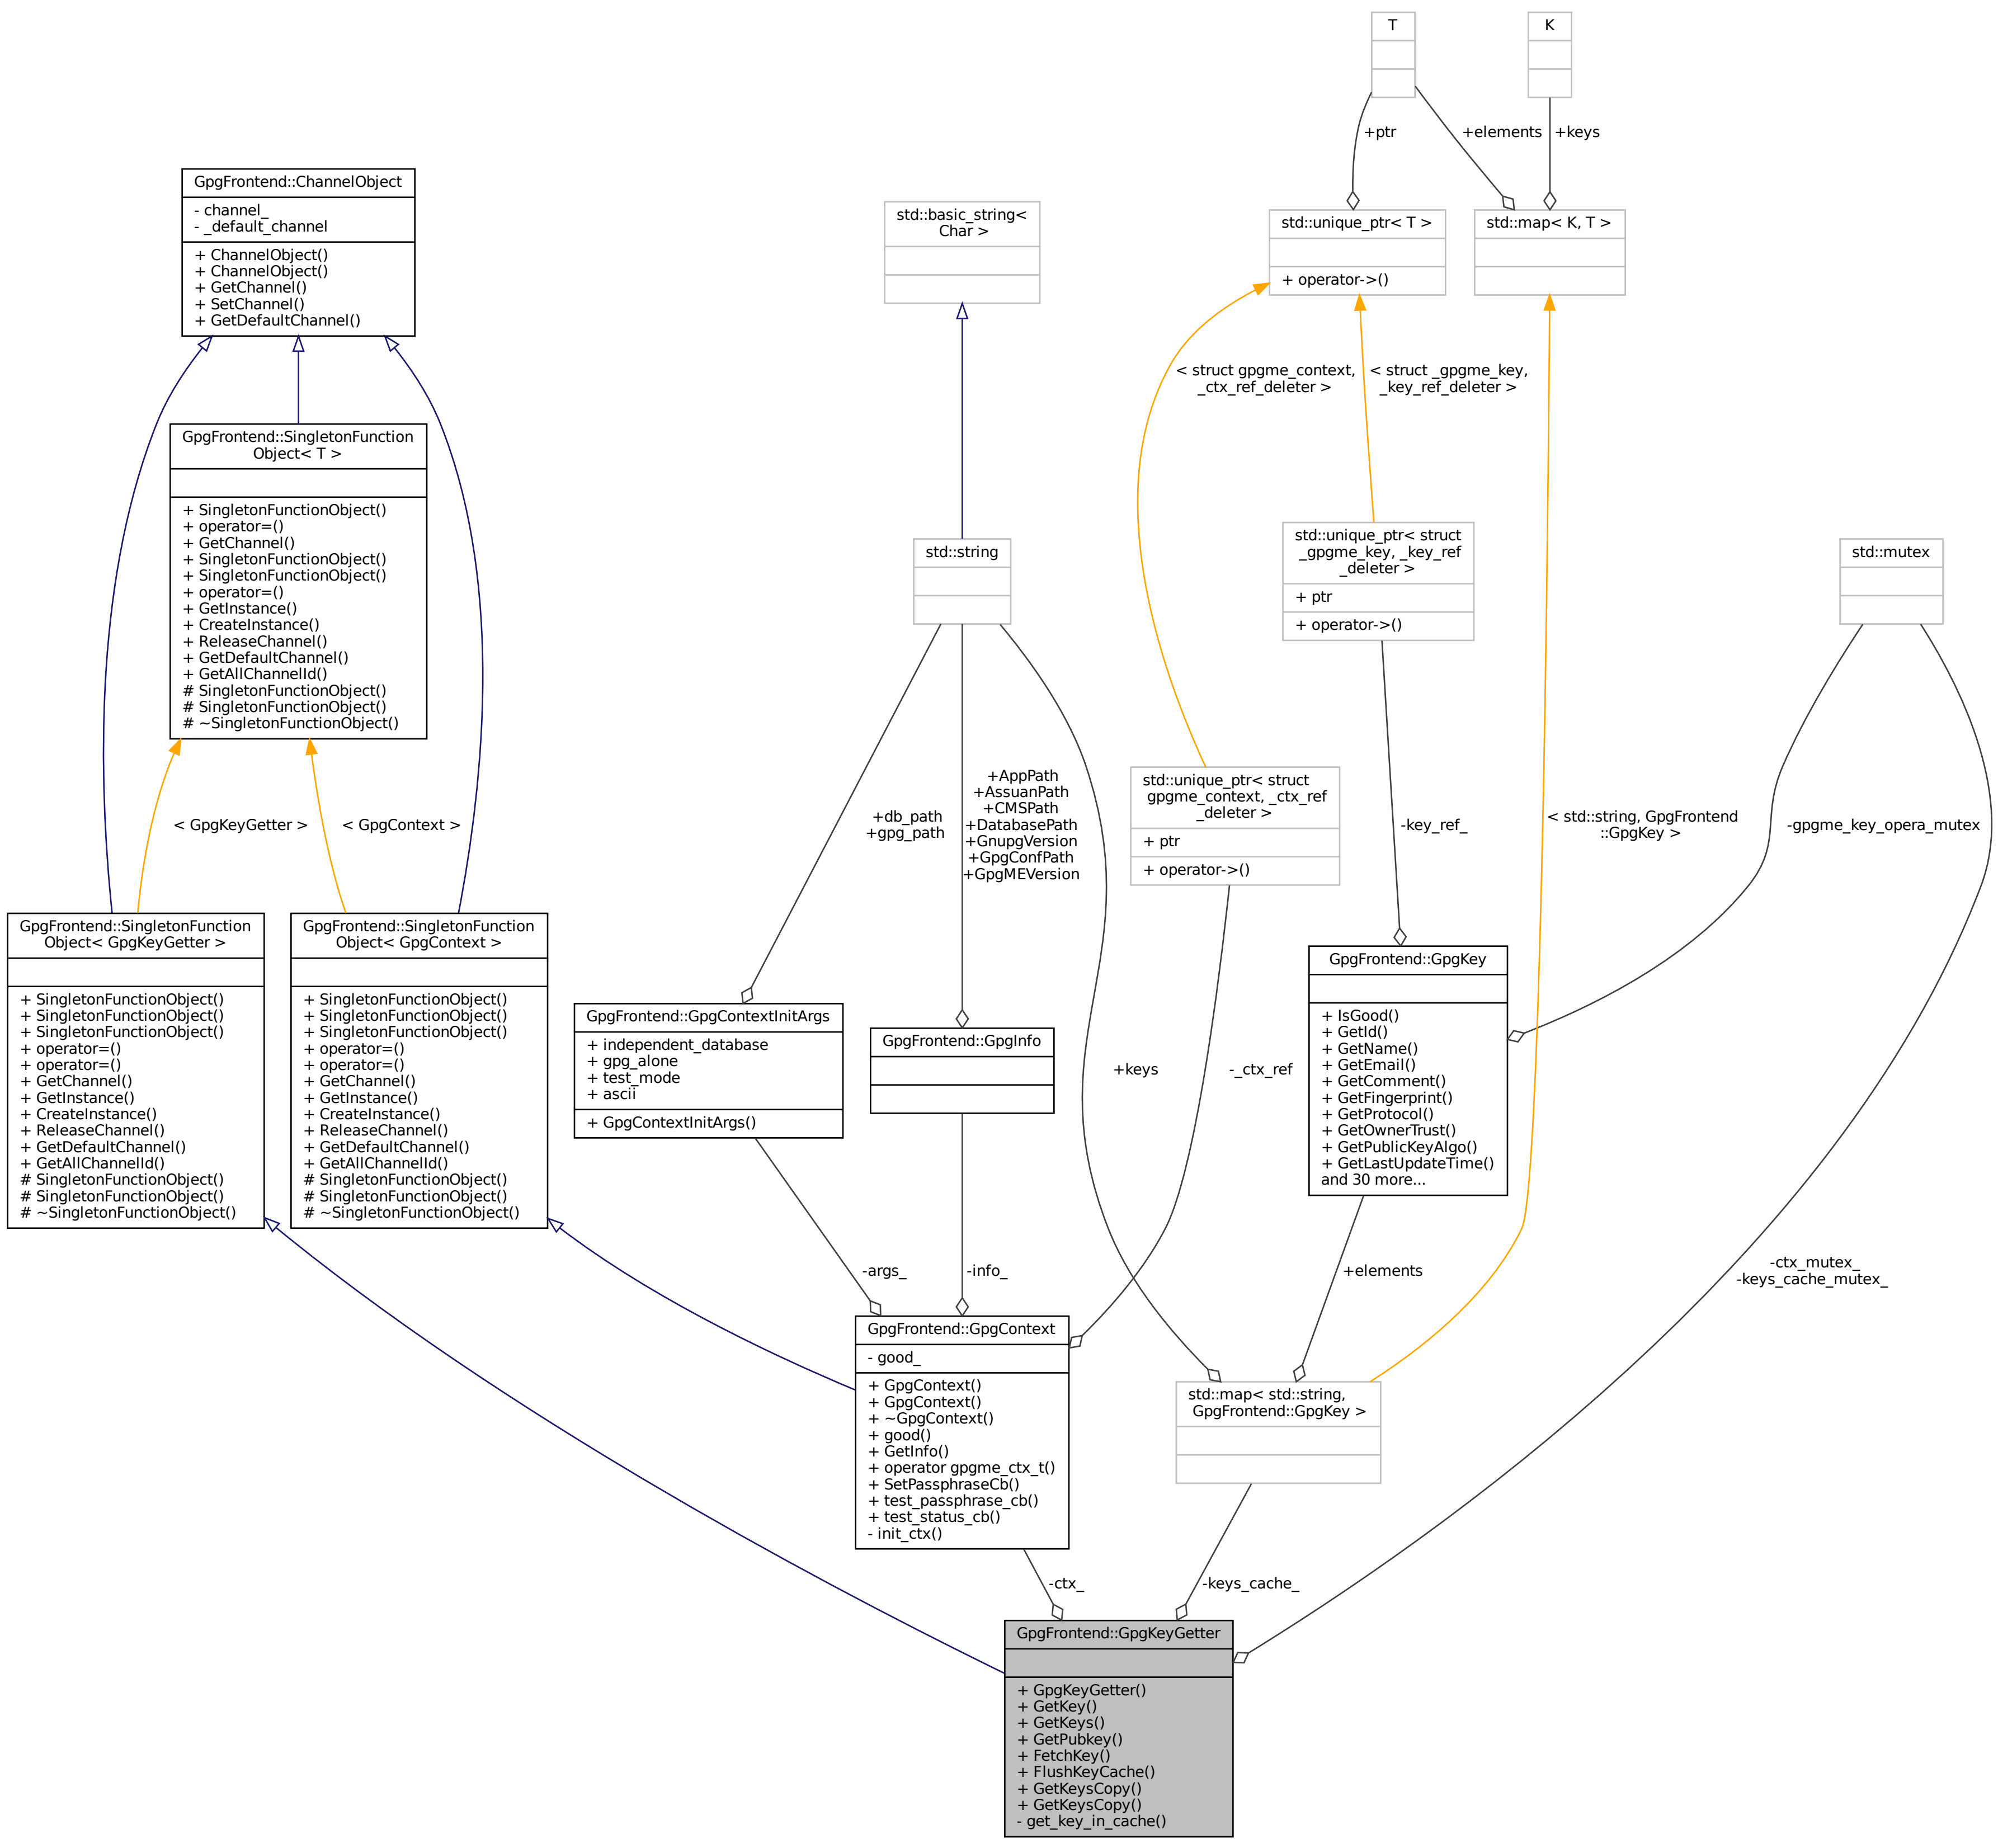 T
K
+ptr
+elements
+keys
GpgFrontend::ChannelObject
- channel_
- _default_channel
+ ChannelObject()
+ ChannelObject()
+ GetChannel()
+ SetChannel()
+ GetDefaultChannel()
std::basic_string<
Char >
std::unique_ptr< T >
+ operator->()
std::map< K, T >
< struct gpgme_context,
_ctx_ref_deleter >
< struct _gpgme_key,
_key_ref_deleter >
GpgFrontend::SingletonFunction
Object< T >
+ SingletonFunctionObject()
+ operator=()
+ GetChannel()
+ SingletonFunctionObject()
+ SingletonFunctionObject()
+ operator=()
+ GetInstance()
+ CreateInstance()
+ ReleaseChannel()
+ GetDefaultChannel()
+ GetAllChannelId()
# SingletonFunctionObject()
# SingletonFunctionObject()
# ~SingletonFunctionObject()
std::string
std::unique_ptr< struct
_gpgme_key, _key_ref
_deleter >
+ ptr
+ operator->()
std::mutex
< GpgKeyGetter >
< GpgContext >
+db_path
+gpg_path
+AppPath
+AssuanPath
+CMSPath
+DatabasePath
+GnupgVersion
+GpgConfPath
+GpgMEVersion
std::unique_ptr< struct
gpgme_context, _ctx_ref
_deleter >
+ ptr
+ operator->()
-key_ref_
< std::string, GpgFrontend
::GpgKey >
-gpgme_key_opera_mutex
GpgFrontend::SingletonFunction
Object< GpgKeyGetter >
+ SingletonFunctionObject()
+ SingletonFunctionObject()
+ SingletonFunctionObject()
+ operator=()
+ operator=()
+ GetChannel()
+ GetInstance()
+ CreateInstance()
+ ReleaseChannel()
+ GetDefaultChannel()
+ GetAllChannelId()
# SingletonFunctionObject()
# SingletonFunctionObject()
# ~SingletonFunctionObject()
GpgFrontend::SingletonFunction
Object< GpgContext >
+ SingletonFunctionObject()
+ SingletonFunctionObject()
+ SingletonFunctionObject()
+ operator=()
+ operator=()
+ GetChannel()
+ GetInstance()
+ CreateInstance()
+ ReleaseChannel()
+ GetDefaultChannel()
+ GetAllChannelId()
# SingletonFunctionObject()
# SingletonFunctionObject()
# ~SingletonFunctionObject()
GpgFrontend::GpgContextInitArgs
+ independent_database
+ gpg_alone
+ test_mode
+ ascii
+ GpgContextInitArgs()
GpgFrontend::GpgInfo
+keys
-_ctx_ref
GpgFrontend::GpgKey
+ IsGood()
+ GetId()
+ GetName()
+ GetEmail()
+ GetComment()
+ GetFingerprint()
+ GetProtocol()
+ GetOwnerTrust()
+ GetPublicKeyAlgo()
+ GetLastUpdateTime()
and 30 more...
-args_
-info_
+elements
-ctx_mutex_
-keys_cache_mutex_
GpgFrontend::GpgContext
- good_
+ GpgContext()
+ GpgContext()
+ ~GpgContext()
+ good()
+ GetInfo()
+ operator gpgme_ctx_t()
+ SetPassphraseCb()
+ test_passphrase_cb()
+ test_status_cb()
- init_ctx()
std::map< std::string,
GpgFrontend::GpgKey >
-ctx_
-keys_cache_
GpgFrontend::GpgKeyGetter
+ GpgKeyGetter()
+ GetKey()
+ GetKeys()
+ GetPubkey()
+ FetchKey()
+ FlushKeyCache()
+ GetKeysCopy()
+ GetKeysCopy()
- get_key_in_cache()